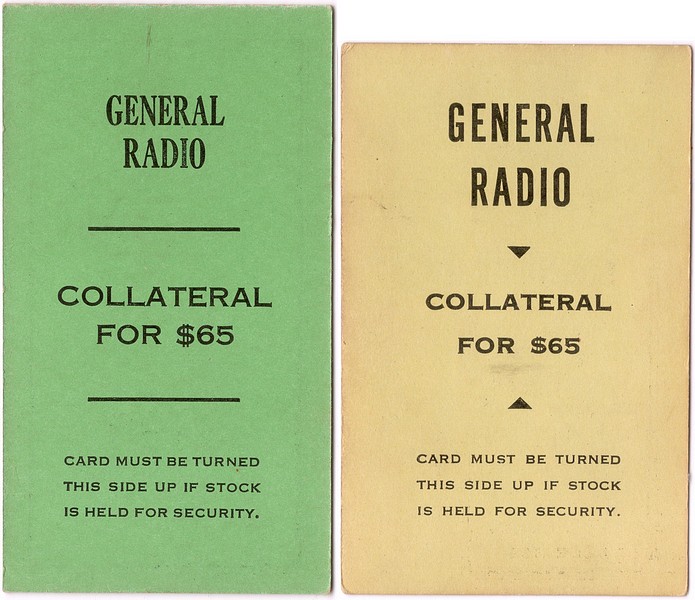 GENERAL
RADIO
COLLATERAL
FOR $65
CARD MUST BE TURNED
THIS SIDE UP IF STOCK
IS HELD FOR SECURITY.
GENERAL
RADIO
COLLATERAL
FOR $65
CARD MUST BE TURNED
THIS SIDE UP IF STOCK
IS HELD FOR SECURITY.